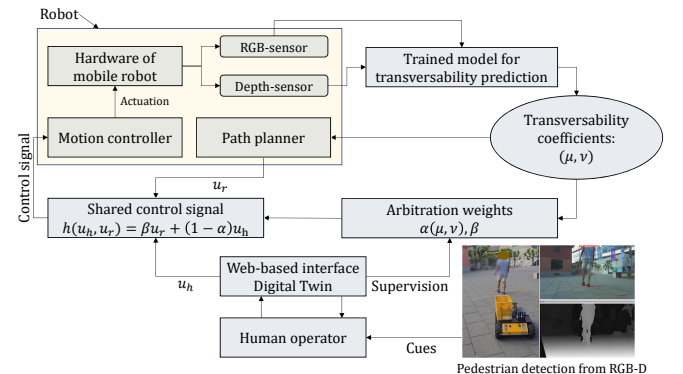 Robot
Hardware of
mobile robot
RGB-sensor
Depth-sensor
Trained model for
transversability prediction
Actuation
Motion controller
Path planner
Transversability
coefficients:
(μ, ν)
Control signal
u_r
Shared control signal
h(u_h, u_r) = βu_r + (1 − α)u_h
Arbitration weights
α(μ, ν), β
u_h
Web-based interface
Digital Twin
Supervision
Human operator
Cues
Pedestrian detection from RGB-D